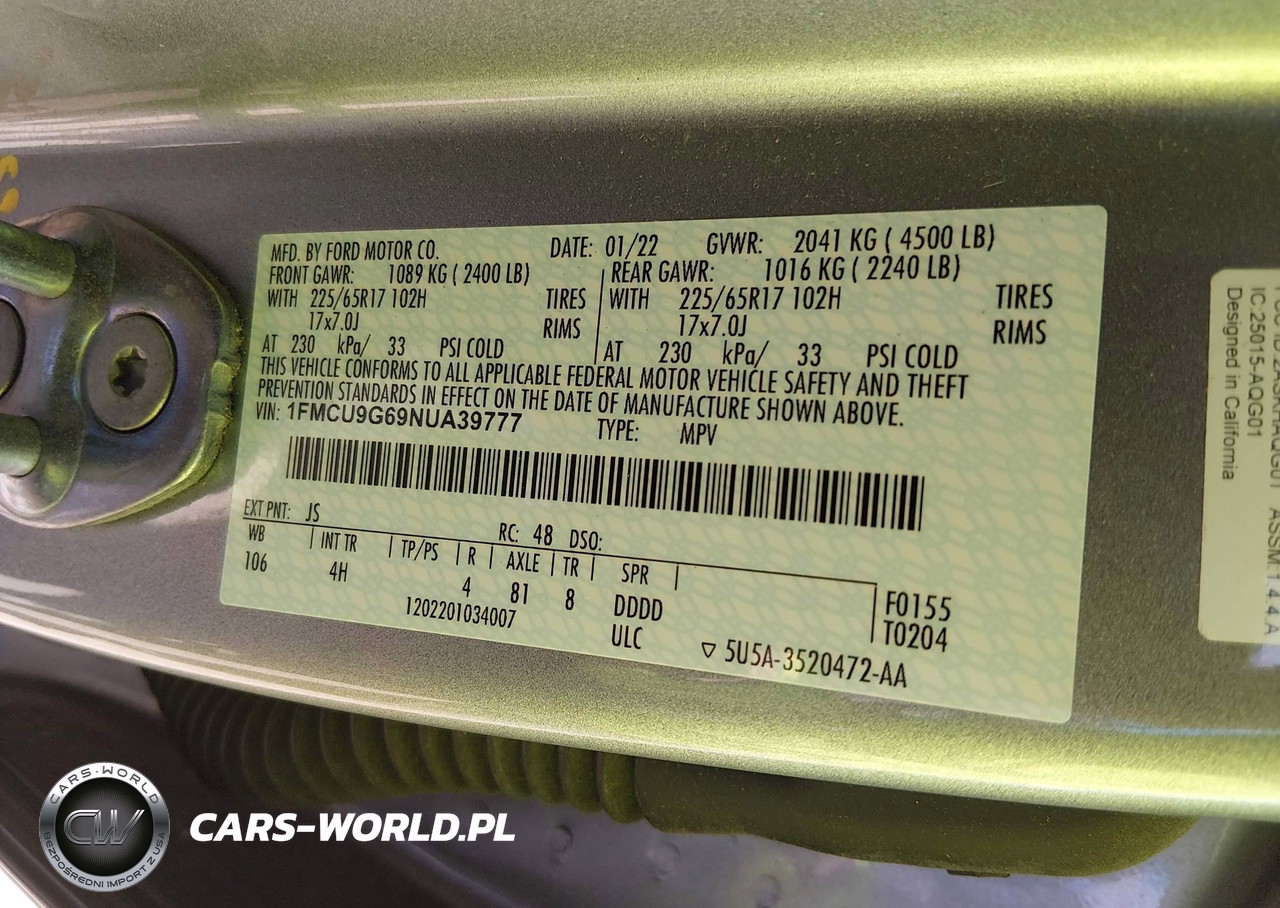 MFD. BY FORD MOTOR CO. DATE: 01/22 GVWR: 2041 KG ( 4500 LB)
FRONT GAWR: 1089 KG ( 2400 LB) REAR GAWR: 1016 KG ( 2240 LB)
WITH 225/65R17 102H TIRES WITH 225/65R17 102H TIRES
17x7.0J RIMS 17x7.0J RIMS
AT 230 kPa/ 33 PSI COLD AT 230 kPa/ 33 PSI COLD
THIS VEHICLE CONFORMS TO ALL APPLICABLE FEDERAL MOTOR VEHICLE SAFETY AND THEFT
PREVENTION STANDARDS IN EFFECT ON THE DATE OF MANUFACTURE SHOWN ABOVE.
VIN: 1FMCU9G69NUA39777 TYPE: MPV
EXT PNT: JS RC: 48 DSO:
WB INT TR TP/PS R AXLE TR SPR
106 4H 4 81 8 DDDD F0155
1202201034007 ULC T0204
▽ 5U5A-3520472-AA
ASSM 144 A
IC:25015-AQG01
Designed in California
CARS-WORLD
CW
BEZPOŚREDNI IMPORT Z USA
CARS-WORLD.PL